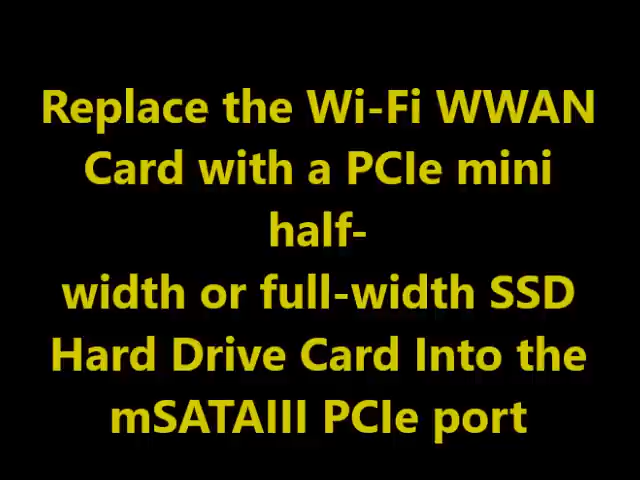 Replace the Wi-Fi WWAN
Card with a PCIe mini
half-
width or full-width SSD
Hard Drive Card Into the
mSATAIII PCIe port